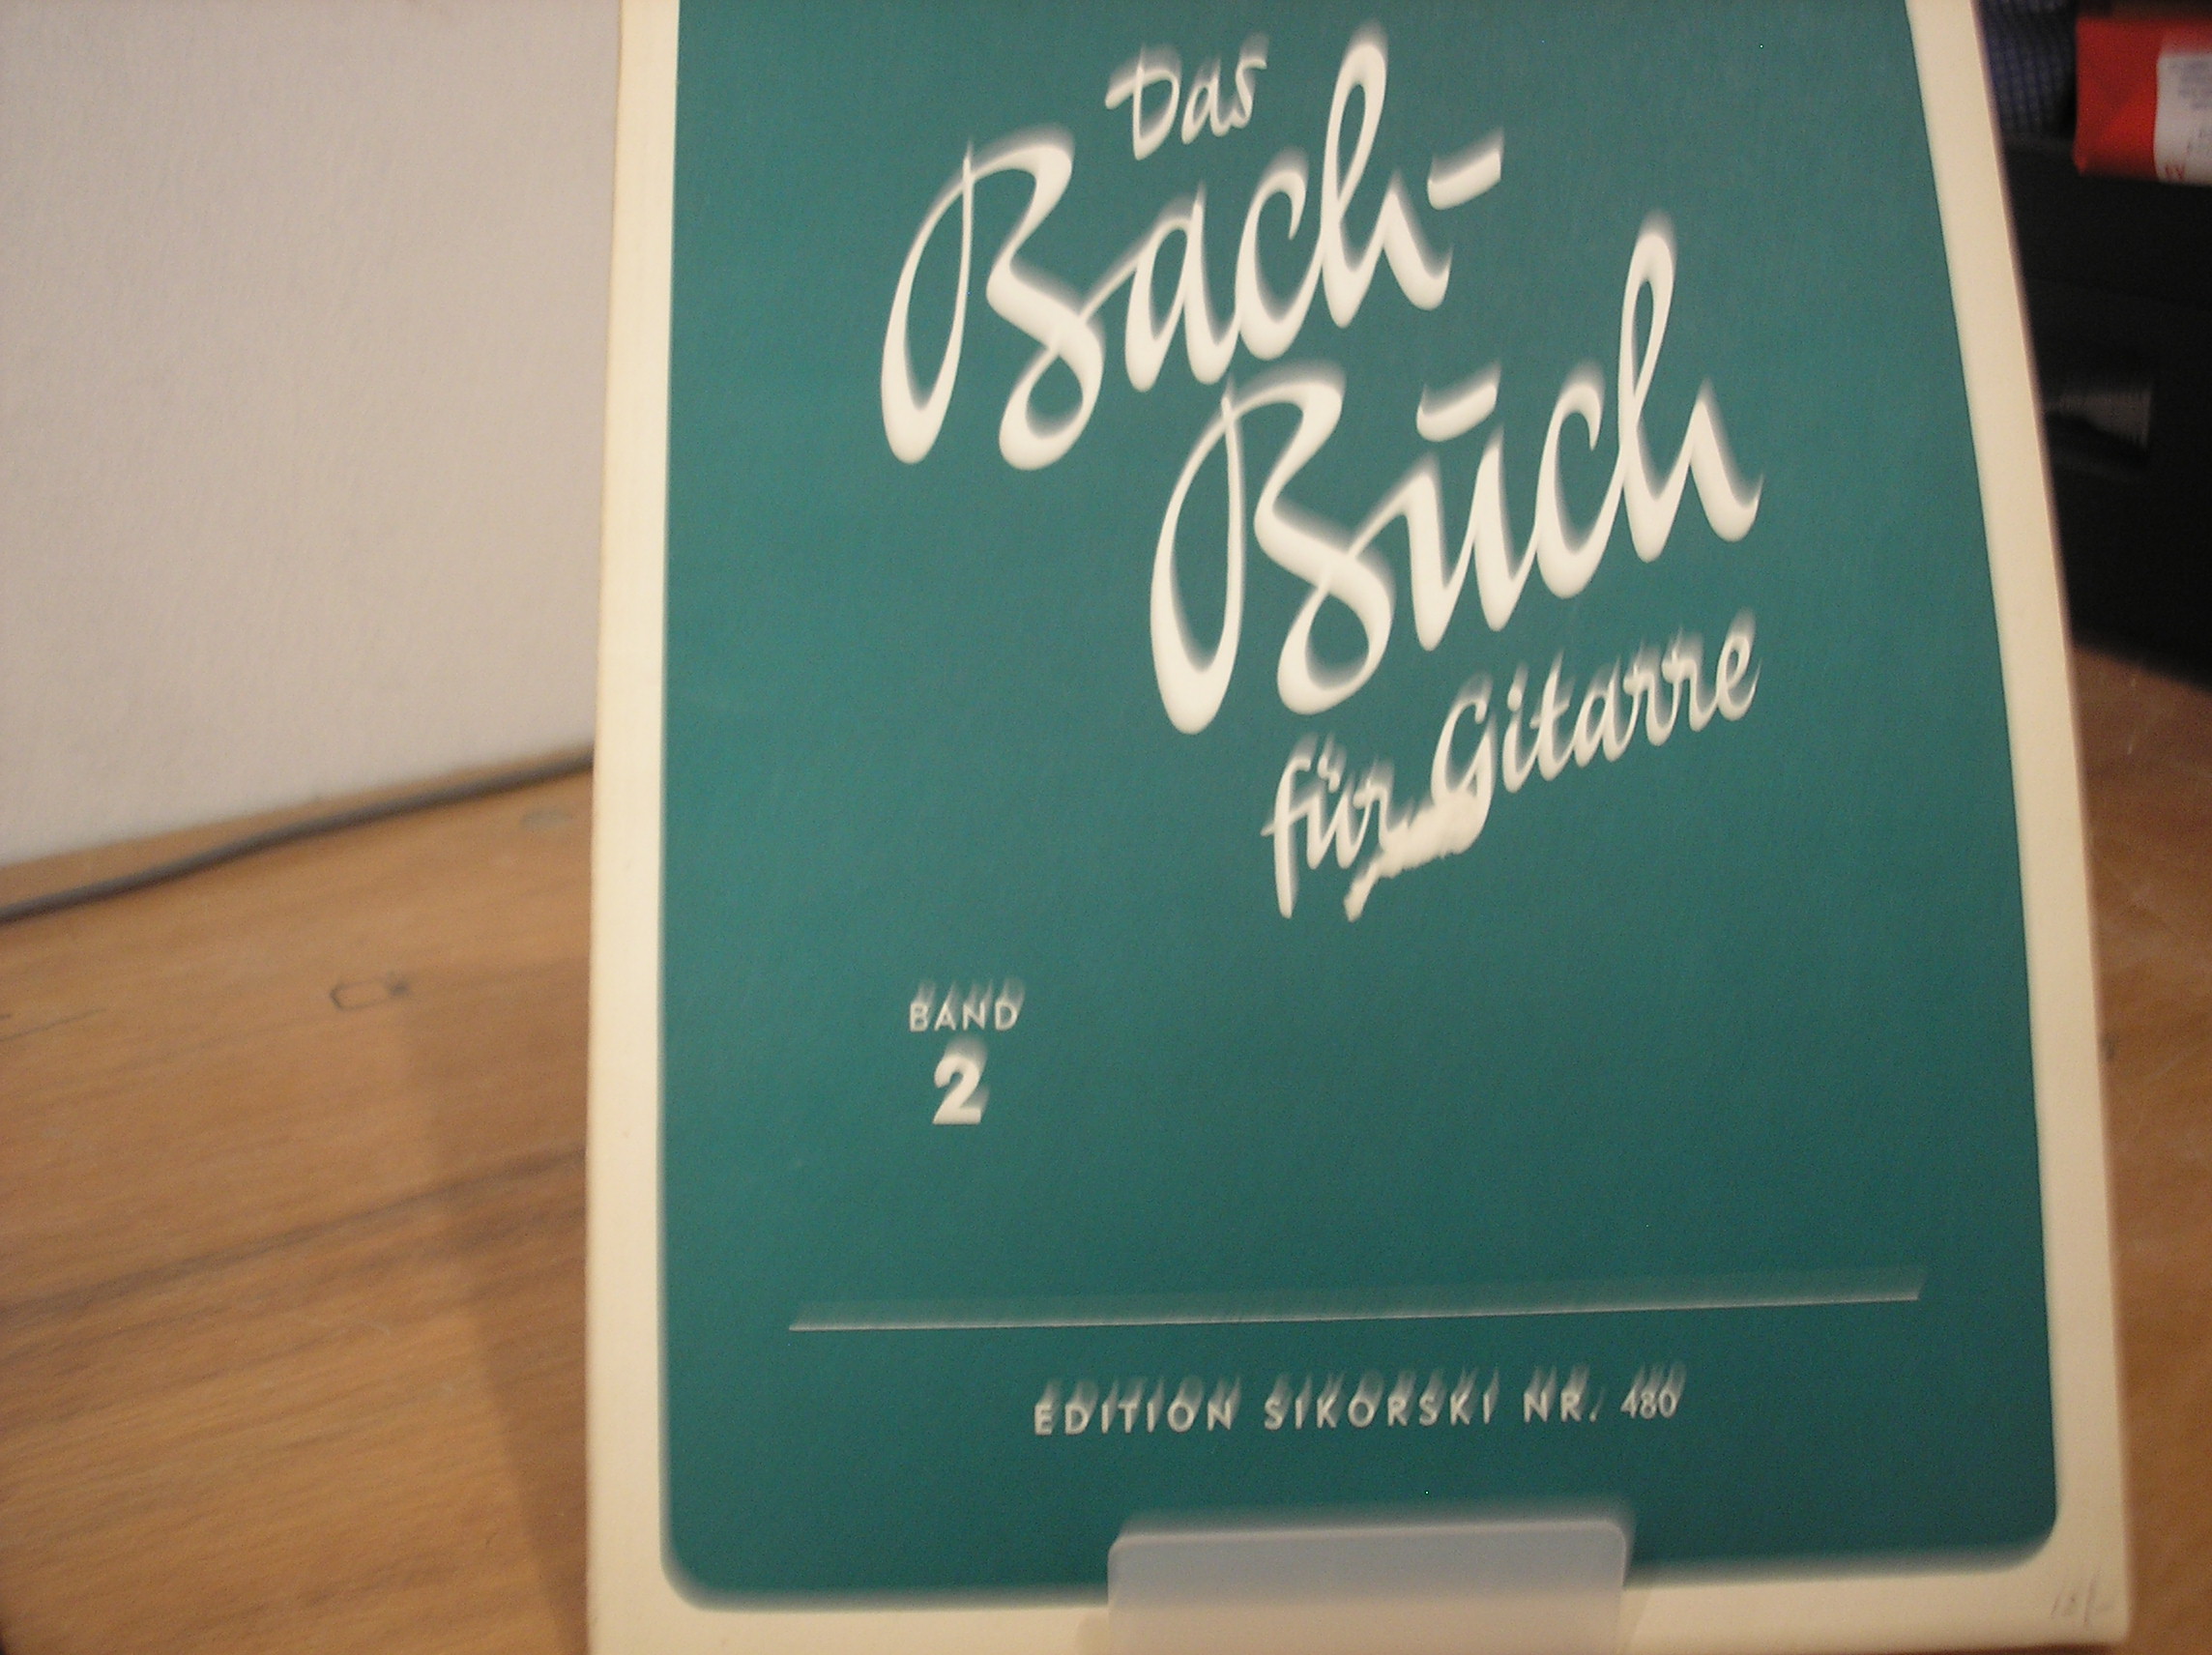 Das
Bach-
Buch
für Gitarre
BAND
2
EDITION SIKORSKI NR. 480